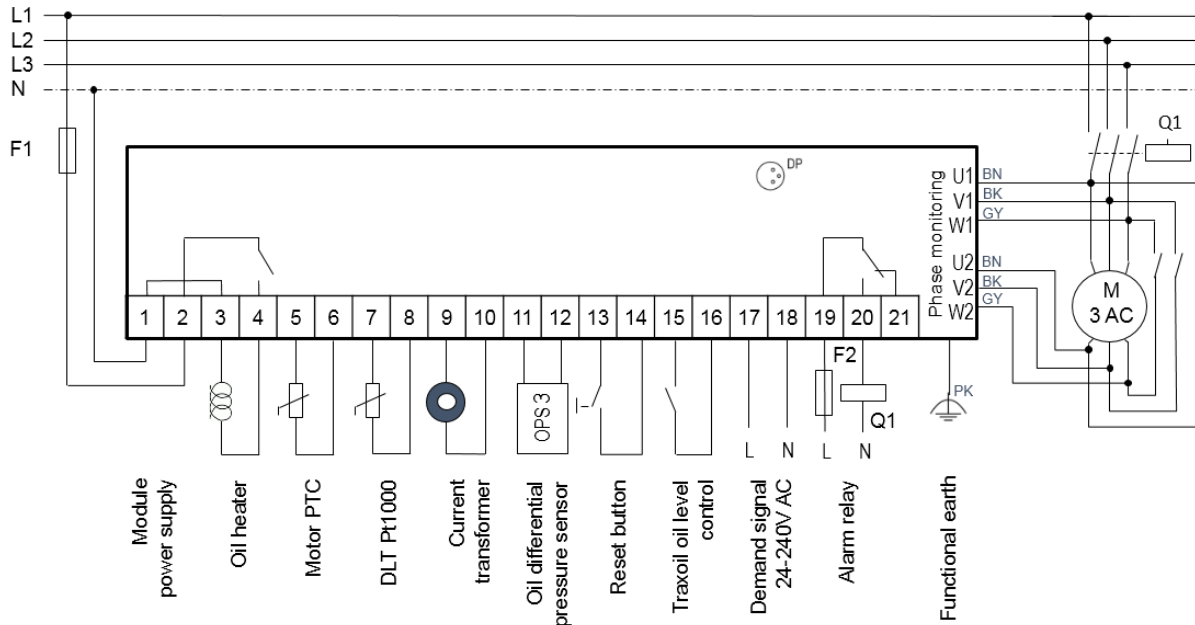 L1
L2
L3
N
F1
Q1
DP
Phase monitoring
U1 BN
V1 BK
W1 GY
U2 BN
V2 BK
W2 GY
M
3 AC
1 2 3 4 5 6 7 8 9 10 11 12 13 14 15 16 17 18 19 20 21
F2
PK
OPS 3
Q1
L N L N
Module
power supply
Oil heater
Motor PTC
DLT Pt1000
Current
transformer
Oil differential
pressure sensor
Reset button
Traxoil oil level
control
Demand signal
24-240V AC
Alarm relay
Functional earth